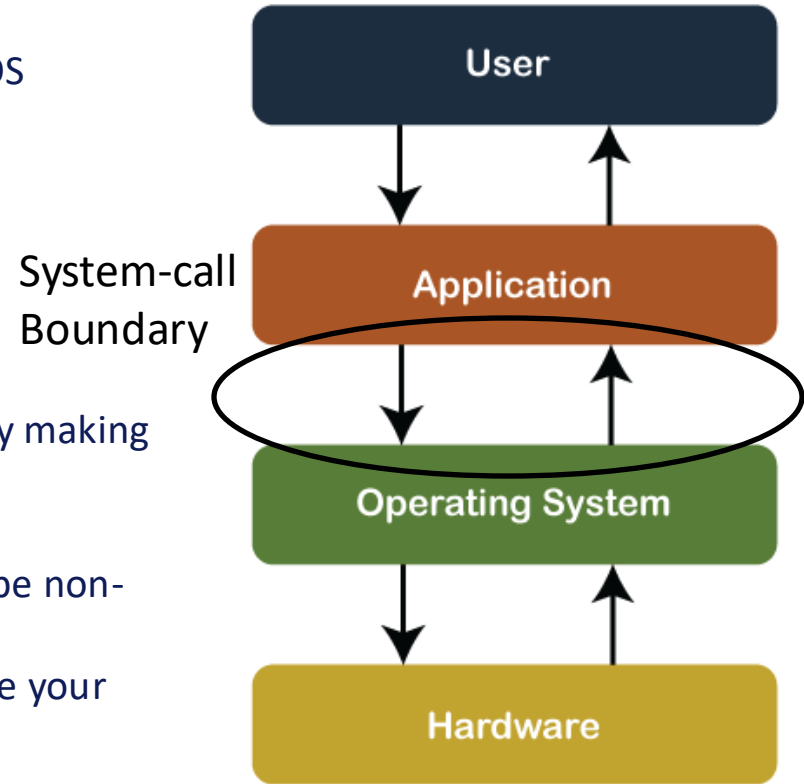 OS
User
System-call
Boundary
Application
y making
Operating System
be non-
e your
Hardware